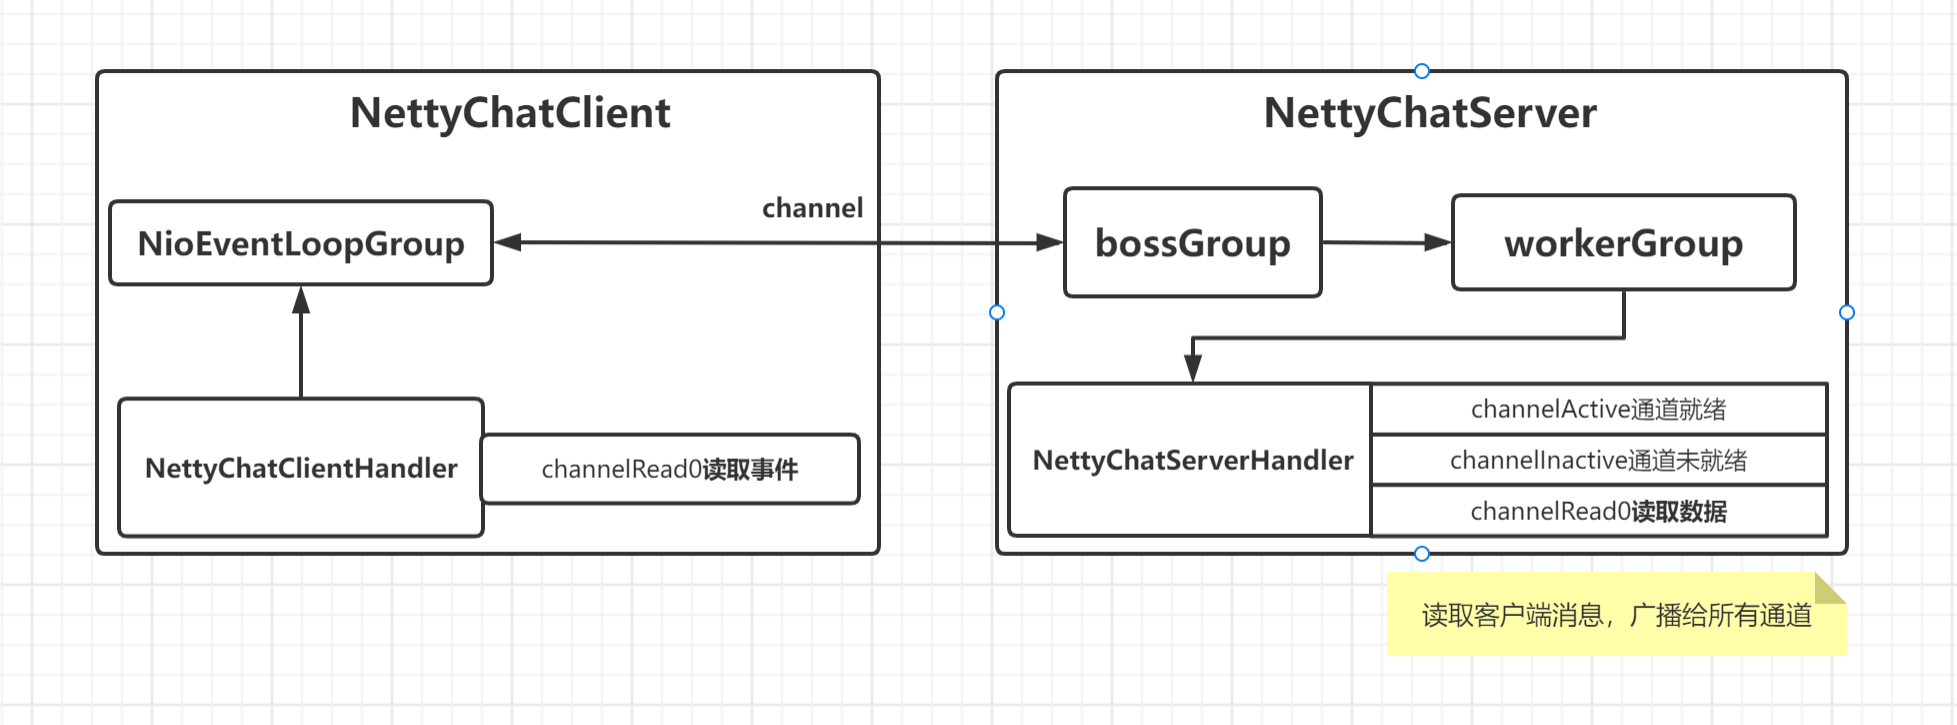 NettyChatClient
channel
NioEventLoopGroup
NettyChatClientHandler
channelRead0读取事件
NettyChatServer
bossGroup
workerGroup
NettyChatServerHandler
channelActive通道就绪
channelInactive通道未就绪
channelRead0读取数据
读取客户端消息，广播给所有通道